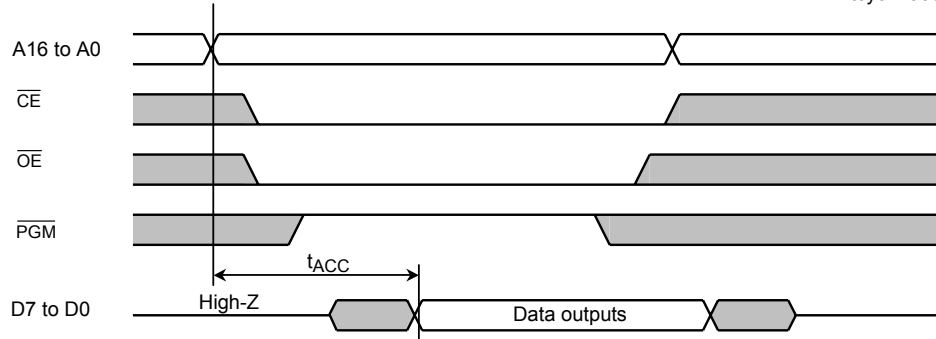 A16 to A0
CE
OE
PGM
tACC
D7 to D0
High-Z
Data outputs